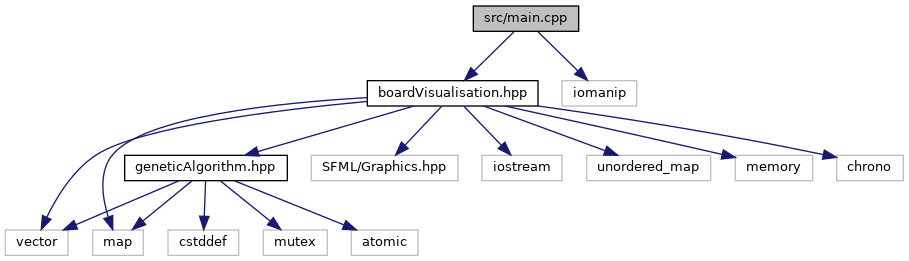 src/main.cpp
boardVisualisation.hpp
iomanip
geneticAlgorithm.hpp
SFML/Graphics.hpp
iostream
unordered_map
memory
chrono
vector
map
cstddef
mutex
atomic